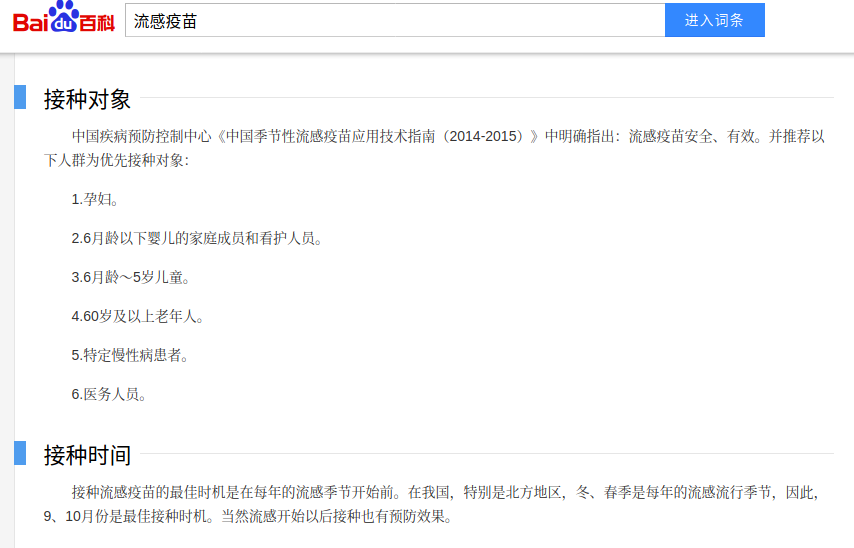 Bai du 百科
流感疫苗
进入词条
接种对象
中国疾病预防控制中心《中国季节性流感疫苗应用技术指南（2014-2015）》中明确指出：流感疫苗安全、有效。并推荐以
下人群为优先接种对象：
1.孕妇。
2.6月龄以下婴儿的家庭成员和看护人员。
3.6月龄～5岁儿童。
4.60岁及以上老年人。
5.特定慢性病患者。
6.医务人员。
接种时间
接种流感疫苗的最佳时机是在每年的流感季节开始前。在我国，特别是北方地区，冬、春季是每年的流感流行季节，因此，
9、10月份是最佳接种时机。当然流感开始以后接种也有预防效果。